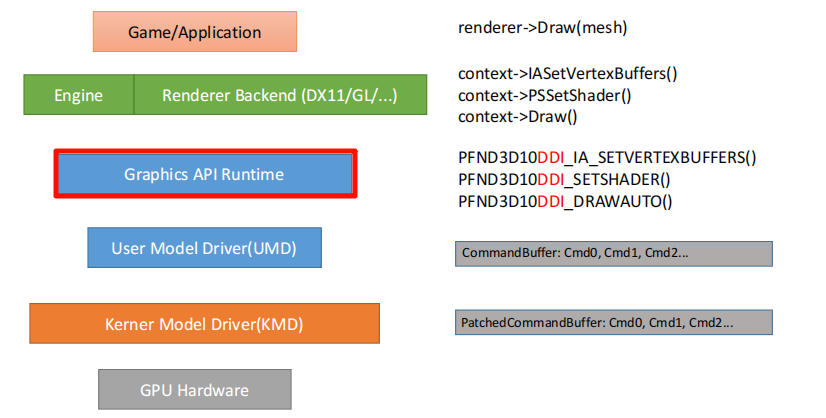 Game/Application
renderer->Draw(mesh)
Engine
Renderer Backend (DX11/GL/...)
context->IASetVertexBuffers()
context->PSSetShader()
context->Draw()
Graphics API Runtime
PFND3D10DDI_IA_SETVERTEXBUFFERS()
PFND3D10DDI_SETSHADER()
PFND3D10DDI_DRAWAUTO()
User Model Driver(UMD)
CommandBuffer: Cmd0, Cmd1, Cmd2...
Kerner Model Driver(KMD)
PatchedCommandBuffer: Cmd0, Cmd1, Cmd2...
GPU Hardware